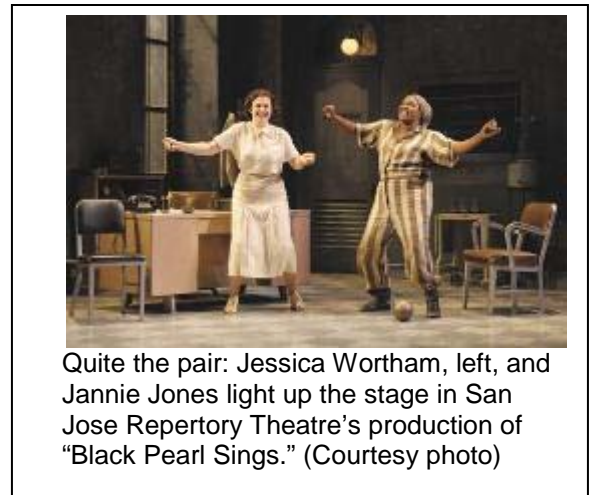 Quite the pair: Jessica Wortham, left, and
Jannie Jones light up the stage in San
Jose Repertory Theatre’s production of
“Black Pearl Sings.” (Courtesy photo)